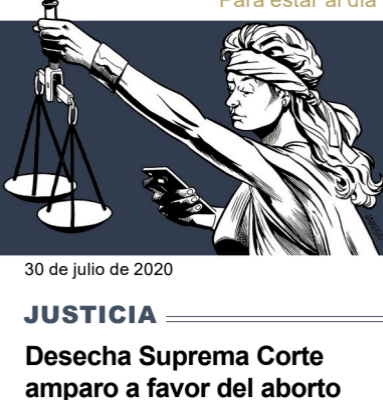 Para estar al día
30 de julio de 2020
JUSTICIA
Desecha Suprema Corte
amparo a favor del aborto